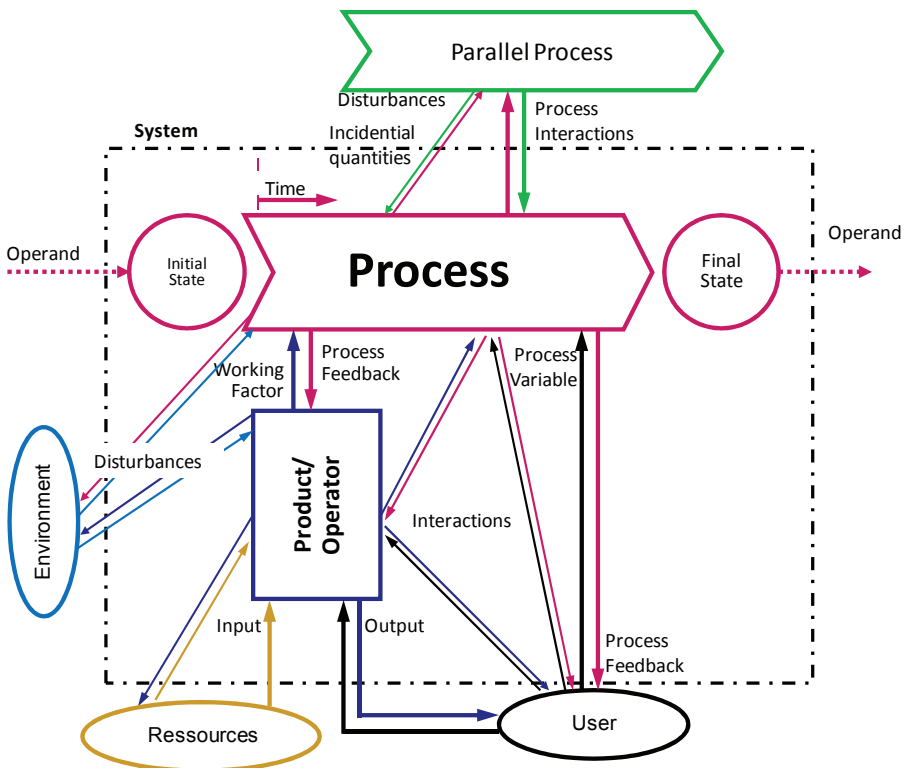 Parallel Process
Disturbances
Process
Interactions
Incidential
quantities
System
Time
Operand
Initial
State
Process
Final
State
Operand
Working
Factor
Process
Feedback
Process
Variable
Environment
Disturbances
Product/
Operator
Interactions
Input
Output
Process
Feedback
Ressources
User